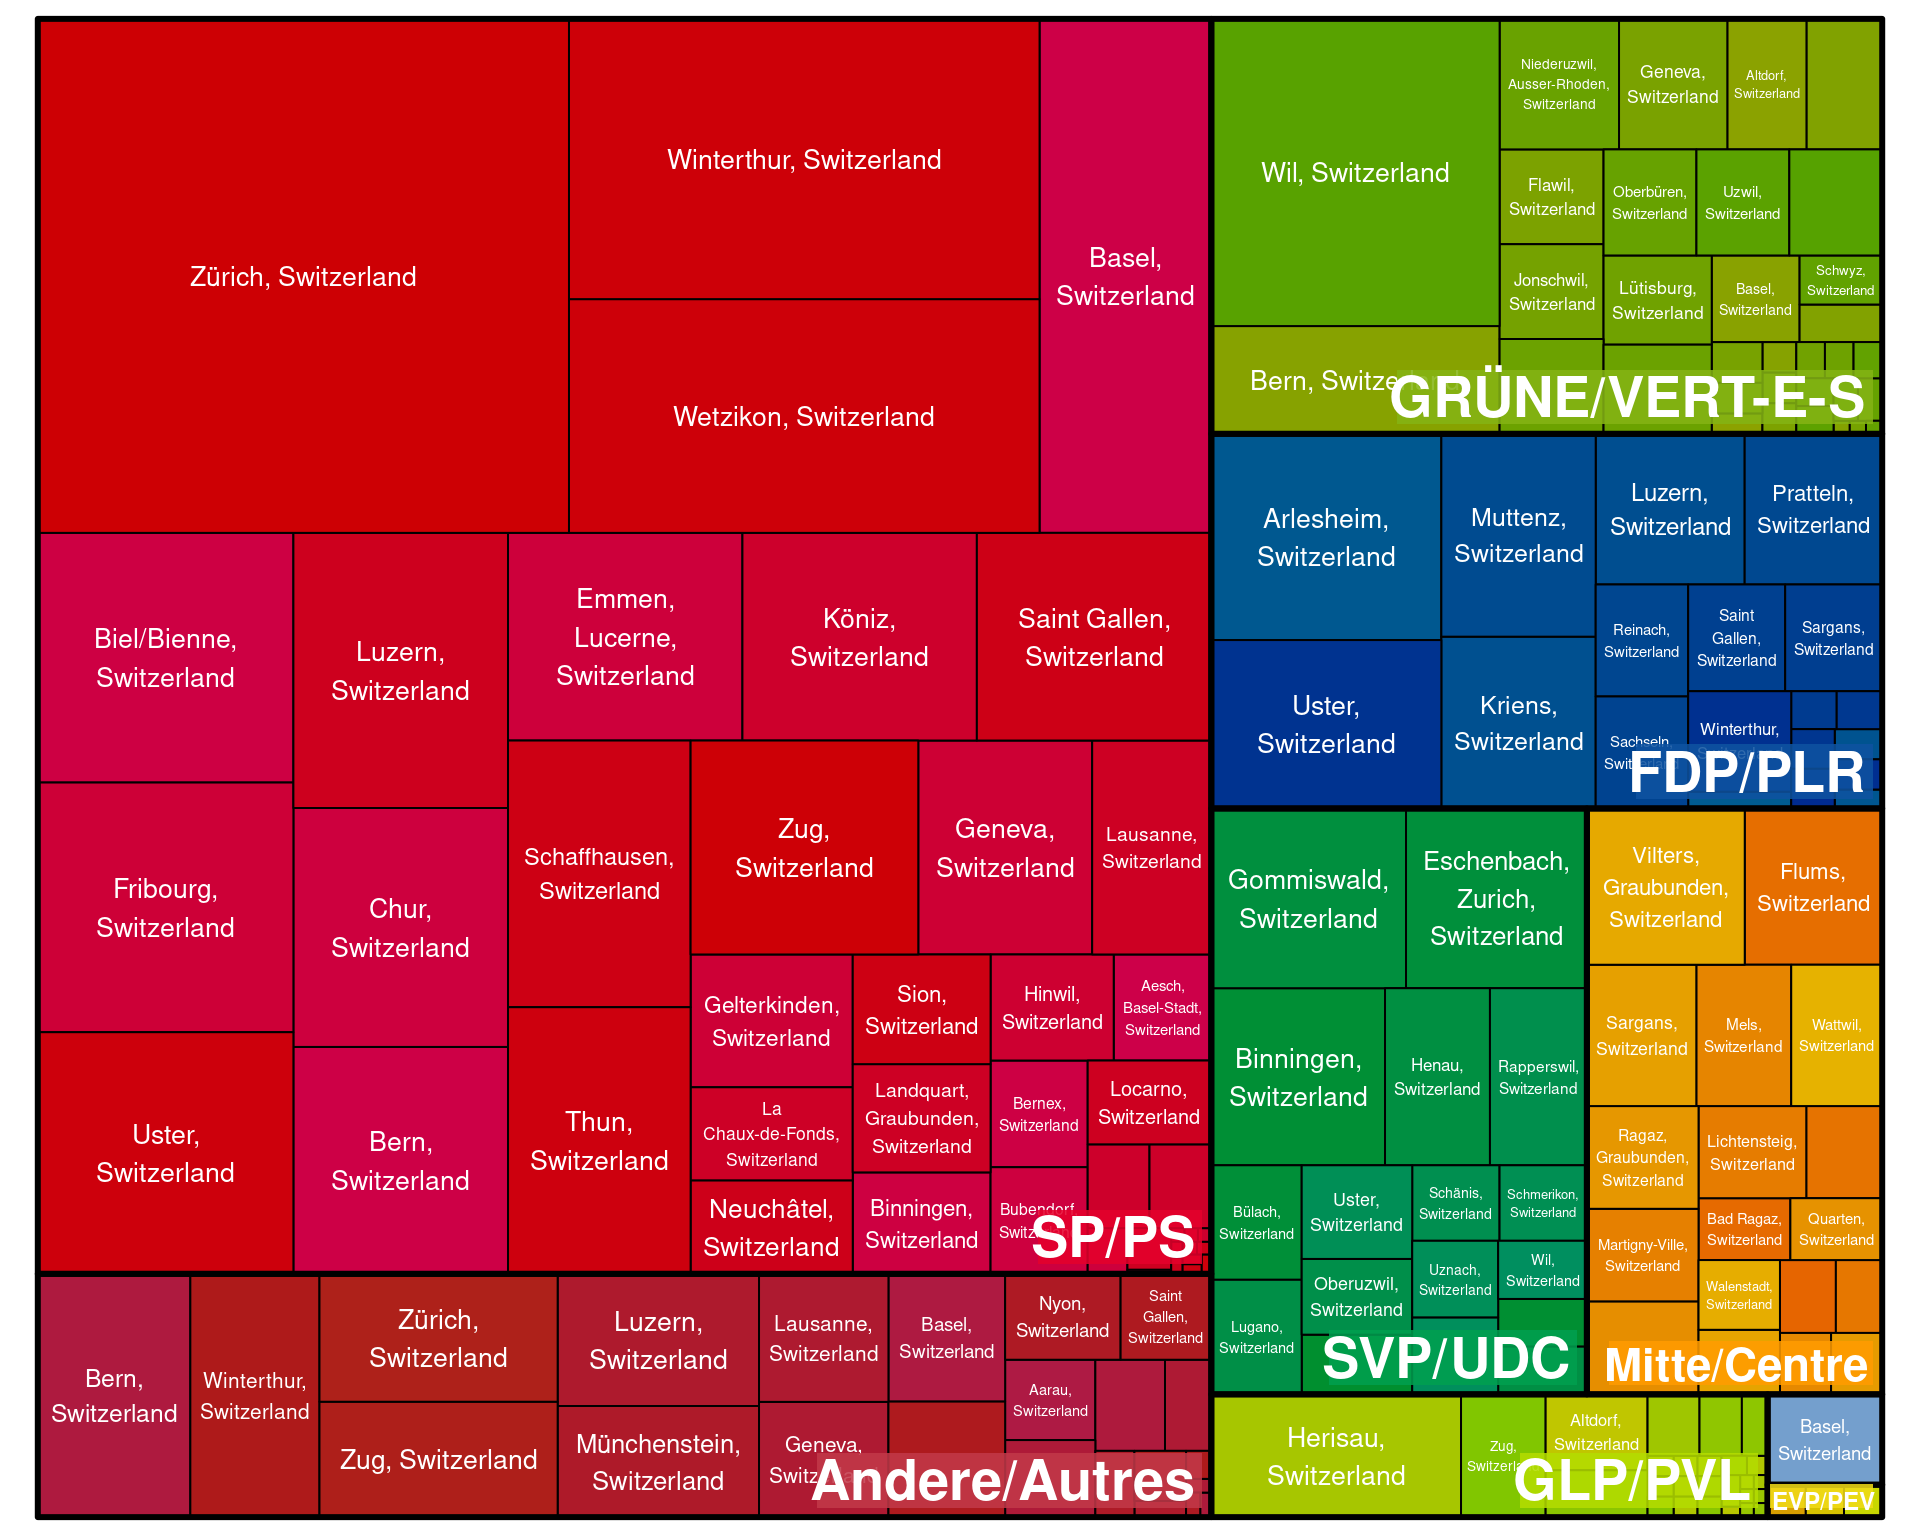 Zürich, Switzerland
Winterthur, Switzerland
Wetzikon, Switzerland
Basel,
Switzerland
Biel/Bienne,
Switzerland
Fribourg,
Switzerland
Uster,
Switzerland
Luzern,
Switzerland
Chur,
Switzerland
Bern,
Switzerland
Emmen,
Lucerne,
Switzerland
Köniz,
Switzerland
Saint Gallen,
Switzerland
Schaffhausen,
Switzerland
Thun,
Switzerland
Zug,
Switzerland
Geneva,
Switzerland
Lausanne,
Switzerland
Gelterkinden,
Switzerland
La
Chaux-de-Fonds,
Switzerland
Neuchâtel,
Switzerland
Sion,
Switzerland
Landquart,
Graubunden,
Switzerland
Binningen,
Switzerland
Hinwil,
Switzerland
Aesch,
Basel-Stadt,
Switzerland
Bernex,
Switzerland
Locarno,
Switzerland
Bubendorf,
Switzerland
SP/PS
Bern,
Switzerland
Winterthur,
Switzerland
Zürich,
Switzerland
Zug, Switzerland
Luzern,
Switzerland
Münchenstein,
Switzerland
Lausanne,
Switzerland
Geneva,
Switzerland
Basel,
Switzerland
Nyon,
Switzerland
Saint
Gallen,
Switzerland
Aarau,
Switzerland
Andere/Autres
Wil, Switzerland
Bern, Switzerland
Niederuzwil,
Ausser-Rhoden,
Switzerland
Geneva,
Switzerland
Altdorf,
Switzerland
Flawil,
Switzerland
Oberbüren,
Switzerland
Uzwil,
Switzerland
Jonschwil,
Switzerland
Lütisburg,
Switzerland
Basel,
Switzerland
Schwyz,
Switzerland
GRÜNE/VERT-E-S
Arlesheim,
Switzerland
Uster,
Switzerland
Muttenz,
Switzerland
Kriens,
Switzerland
Luzern,
Switzerland
Pratteln,
Switzerland
Reinach,
Switzerland
Saint
Gallen,
Switzerland
Sargans,
Switzerland
Sachseln,
Switzerland
Winterthur,
Switzerland
FDP/PLR
Gommiswald,
Switzerland
Eschenbach,
Zurich,
Switzerland
Binningen,
Switzerland
Henau,
Switzerland
Rapperswil,
Switzerland
Bülach,
Switzerland
Lugano,
Switzerland
Uster,
Switzerland
Oberuzwil,
Switzerland
Schänis,
Switzerland
Schmerikon,
Switzerland
Uznach,
Switzerland
Wil,
Switzerland
SVP/UDC
Vilters,
Graubunden,
Switzerland
Flums,
Switzerland
Sargans,
Switzerland
Mels,
Switzerland
Wattwil,
Switzerland
Ragaz,
Graubunden,
Switzerland
Lichtensteig,
Switzerland
Martigny-Ville,
Switzerland
Bad Ragaz,
Switzerland
Quarten,
Switzerland
Walenstadt,
Switzerland
Mitte/Centre
Herisau,
Switzerland
Zug,
Switzerland
Altdorf,
Switzerland
GLP/PVL
Basel,
Switzerland
EVP/PEV